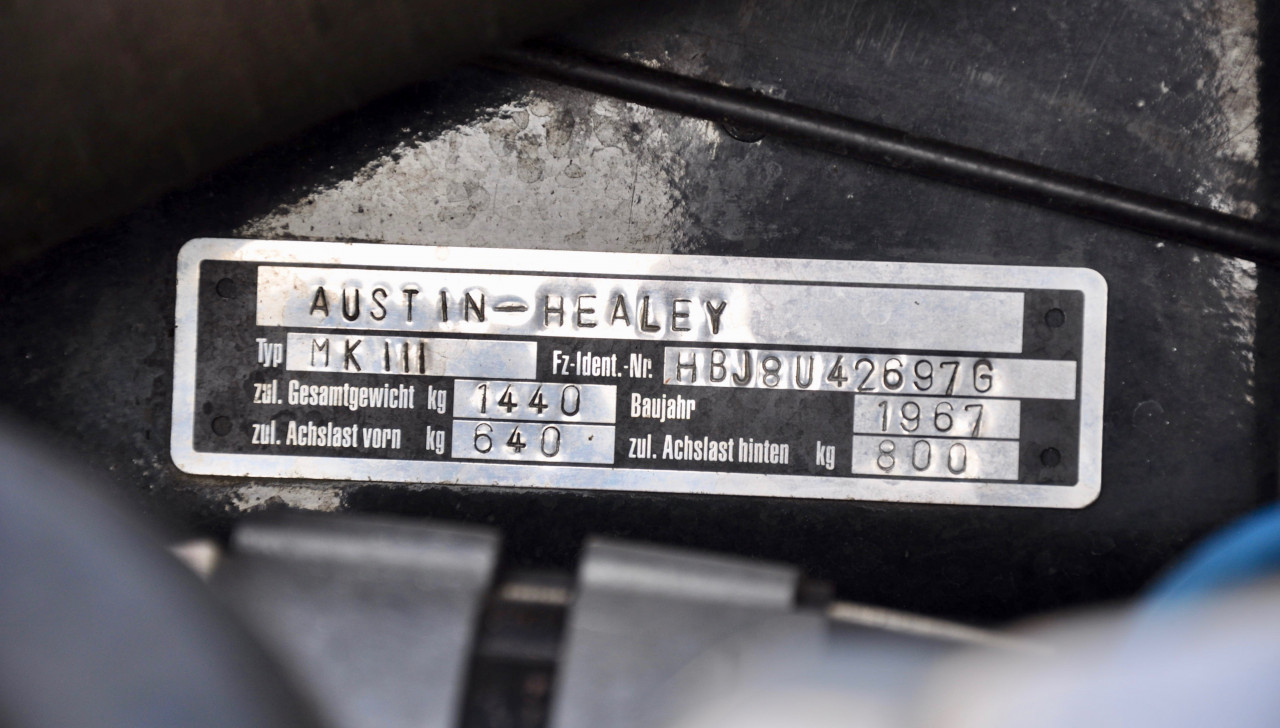 AUSTIN-HEALEY
Typ MK III Fz-Ident.-Nr. HBJ8U42697G
zul. Gesamtgewicht kg 1440 Baujahr 1967
zul. Achslast vorn kg 640 zul. Achslast hinten kg 800